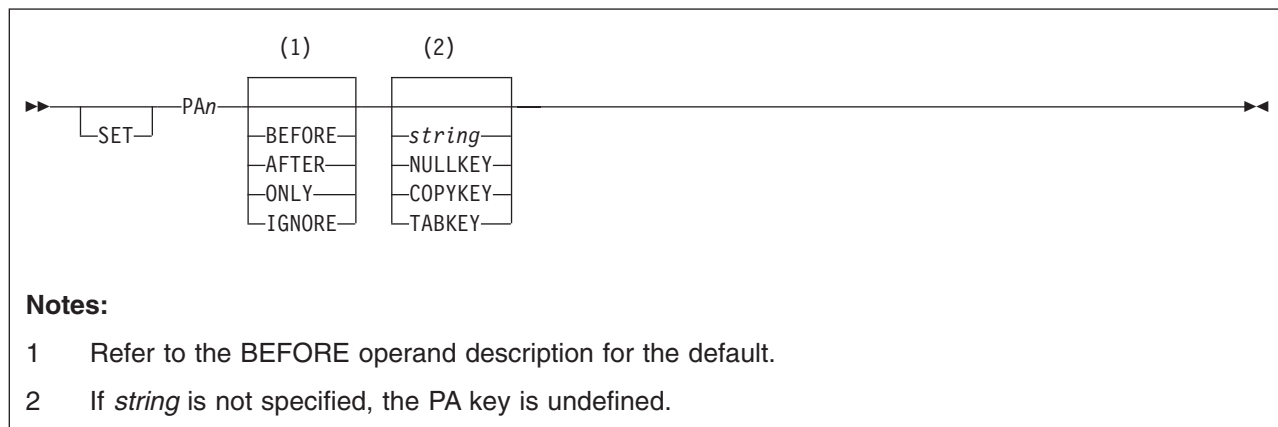 (1) (2)
PAn
SET BEFORE string
AFTER NULLKEY
ONLY COPYKEY
IGNORE TABKEY
Notes:
1 Refer to the BEFORE operand description for the default.
2 If string is not specified, the PA key is undefined.